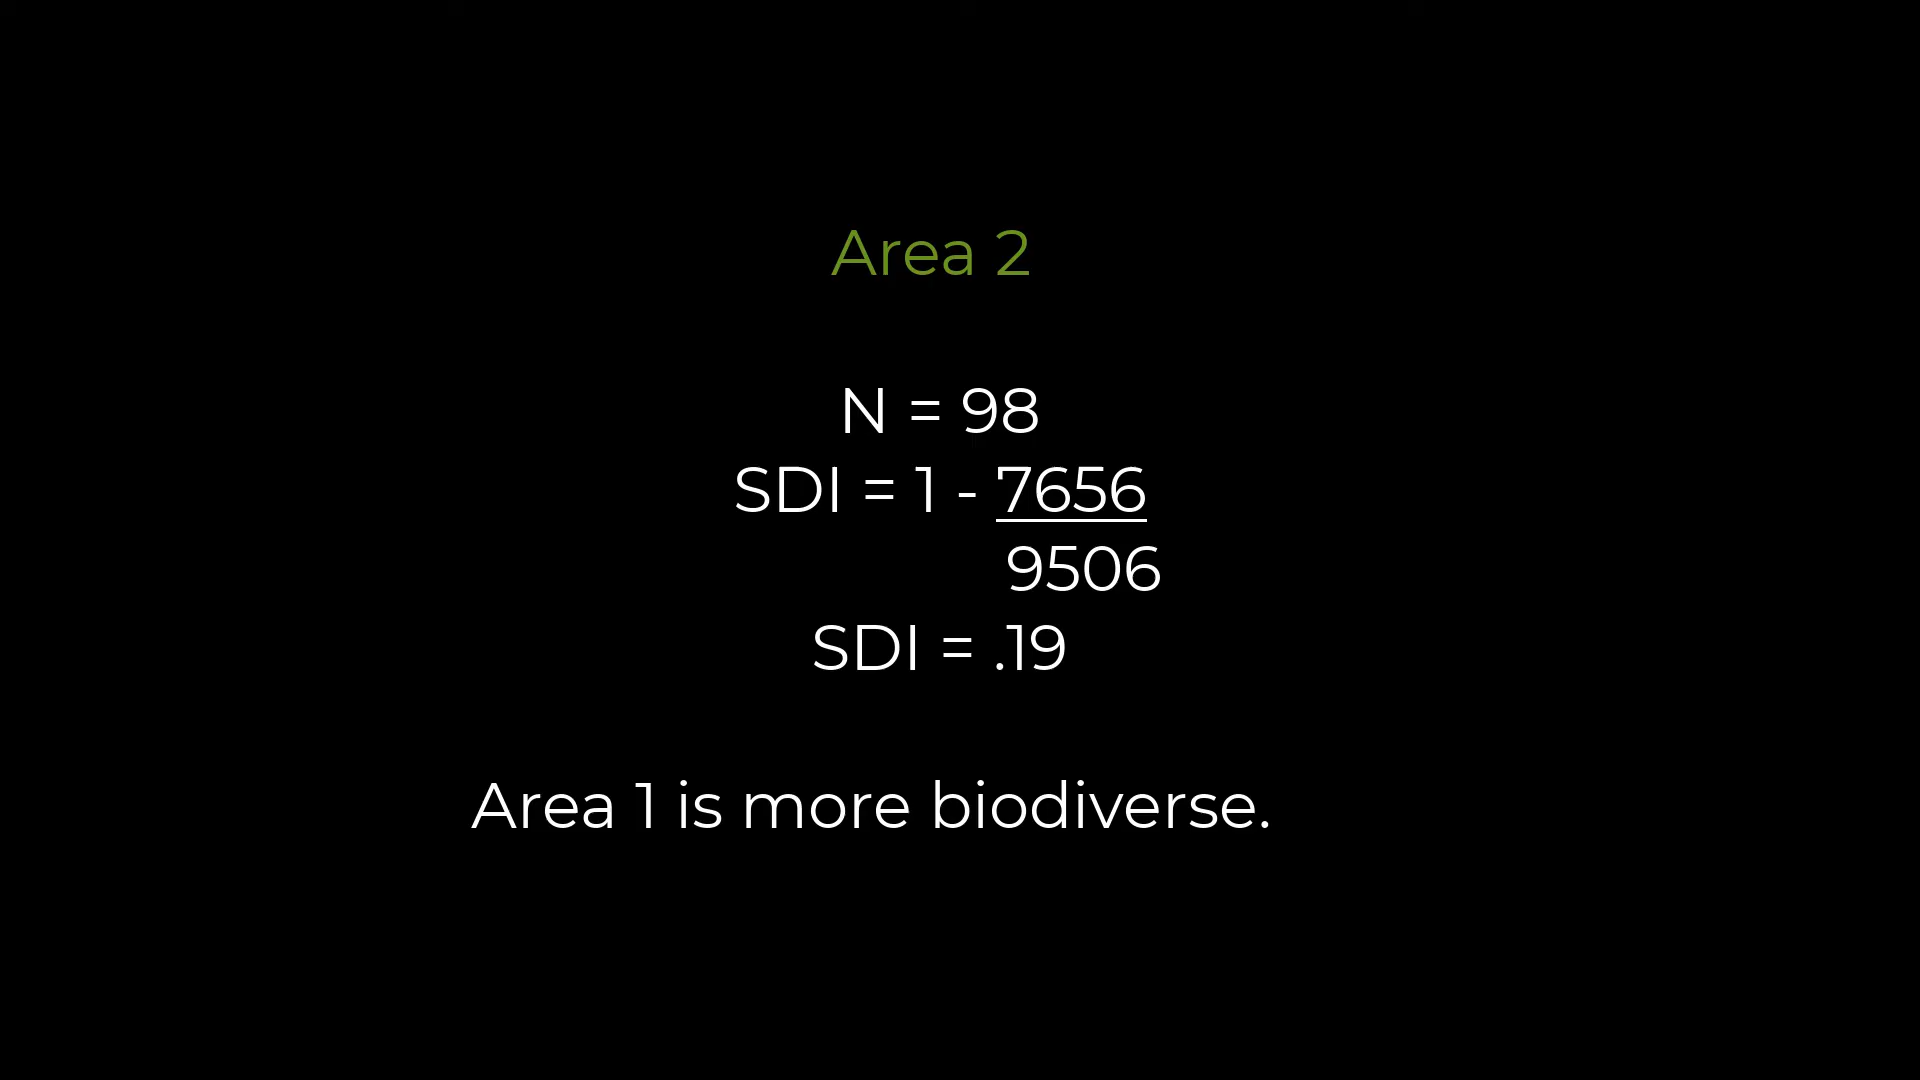 Area 2
N = 98
SDI = 1 - 7656
9506
SDI = .19
Area 1 is more biodiverse.